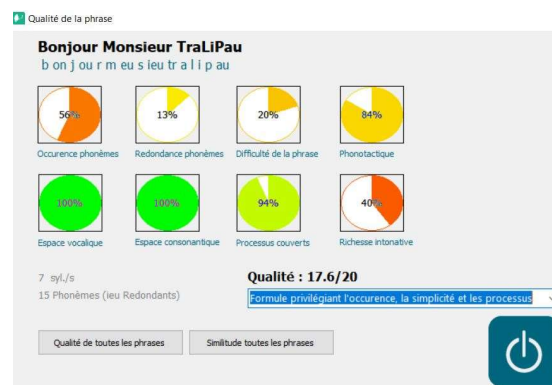 Qualité de la phrase
Bonjour Monsieur TraLiPau
b on j ou r m eu s ieu tr a l i p au
56%
13%
20%
84%
Occurence phonèmes
Redondance phonèmes
Difficulté de la phrase
Phonotactique
100%
100%
94%
40%
Espace vocalique
Espace consonantique
Processus couverts
Richesse intonative
7 syl./s
Qualité : 17.6/20
15 Phonèmes (ieu Redondants)
Formule privilégiant l'occurence, la simplicité et les processus
Qualité de toutes les phrases
Similitude toutes les phrases